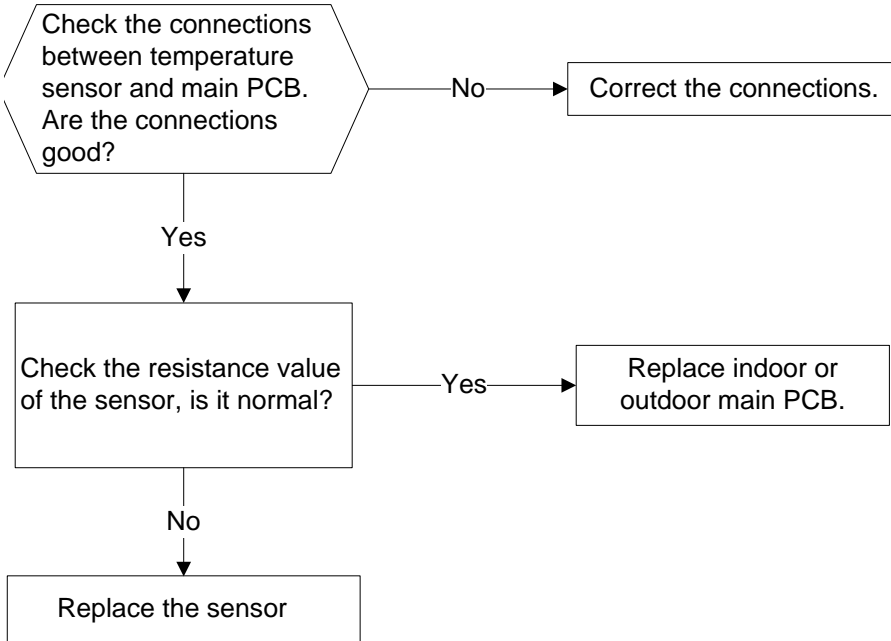 Check the connections
between temperature
sensor and main PCB.
Are the connections
good?
No
Correct the connections.
Yes
Check the resistance value
of the sensor, is it normal?
Yes
Replace indoor or
outdoor main PCB.
No
Replace the sensor